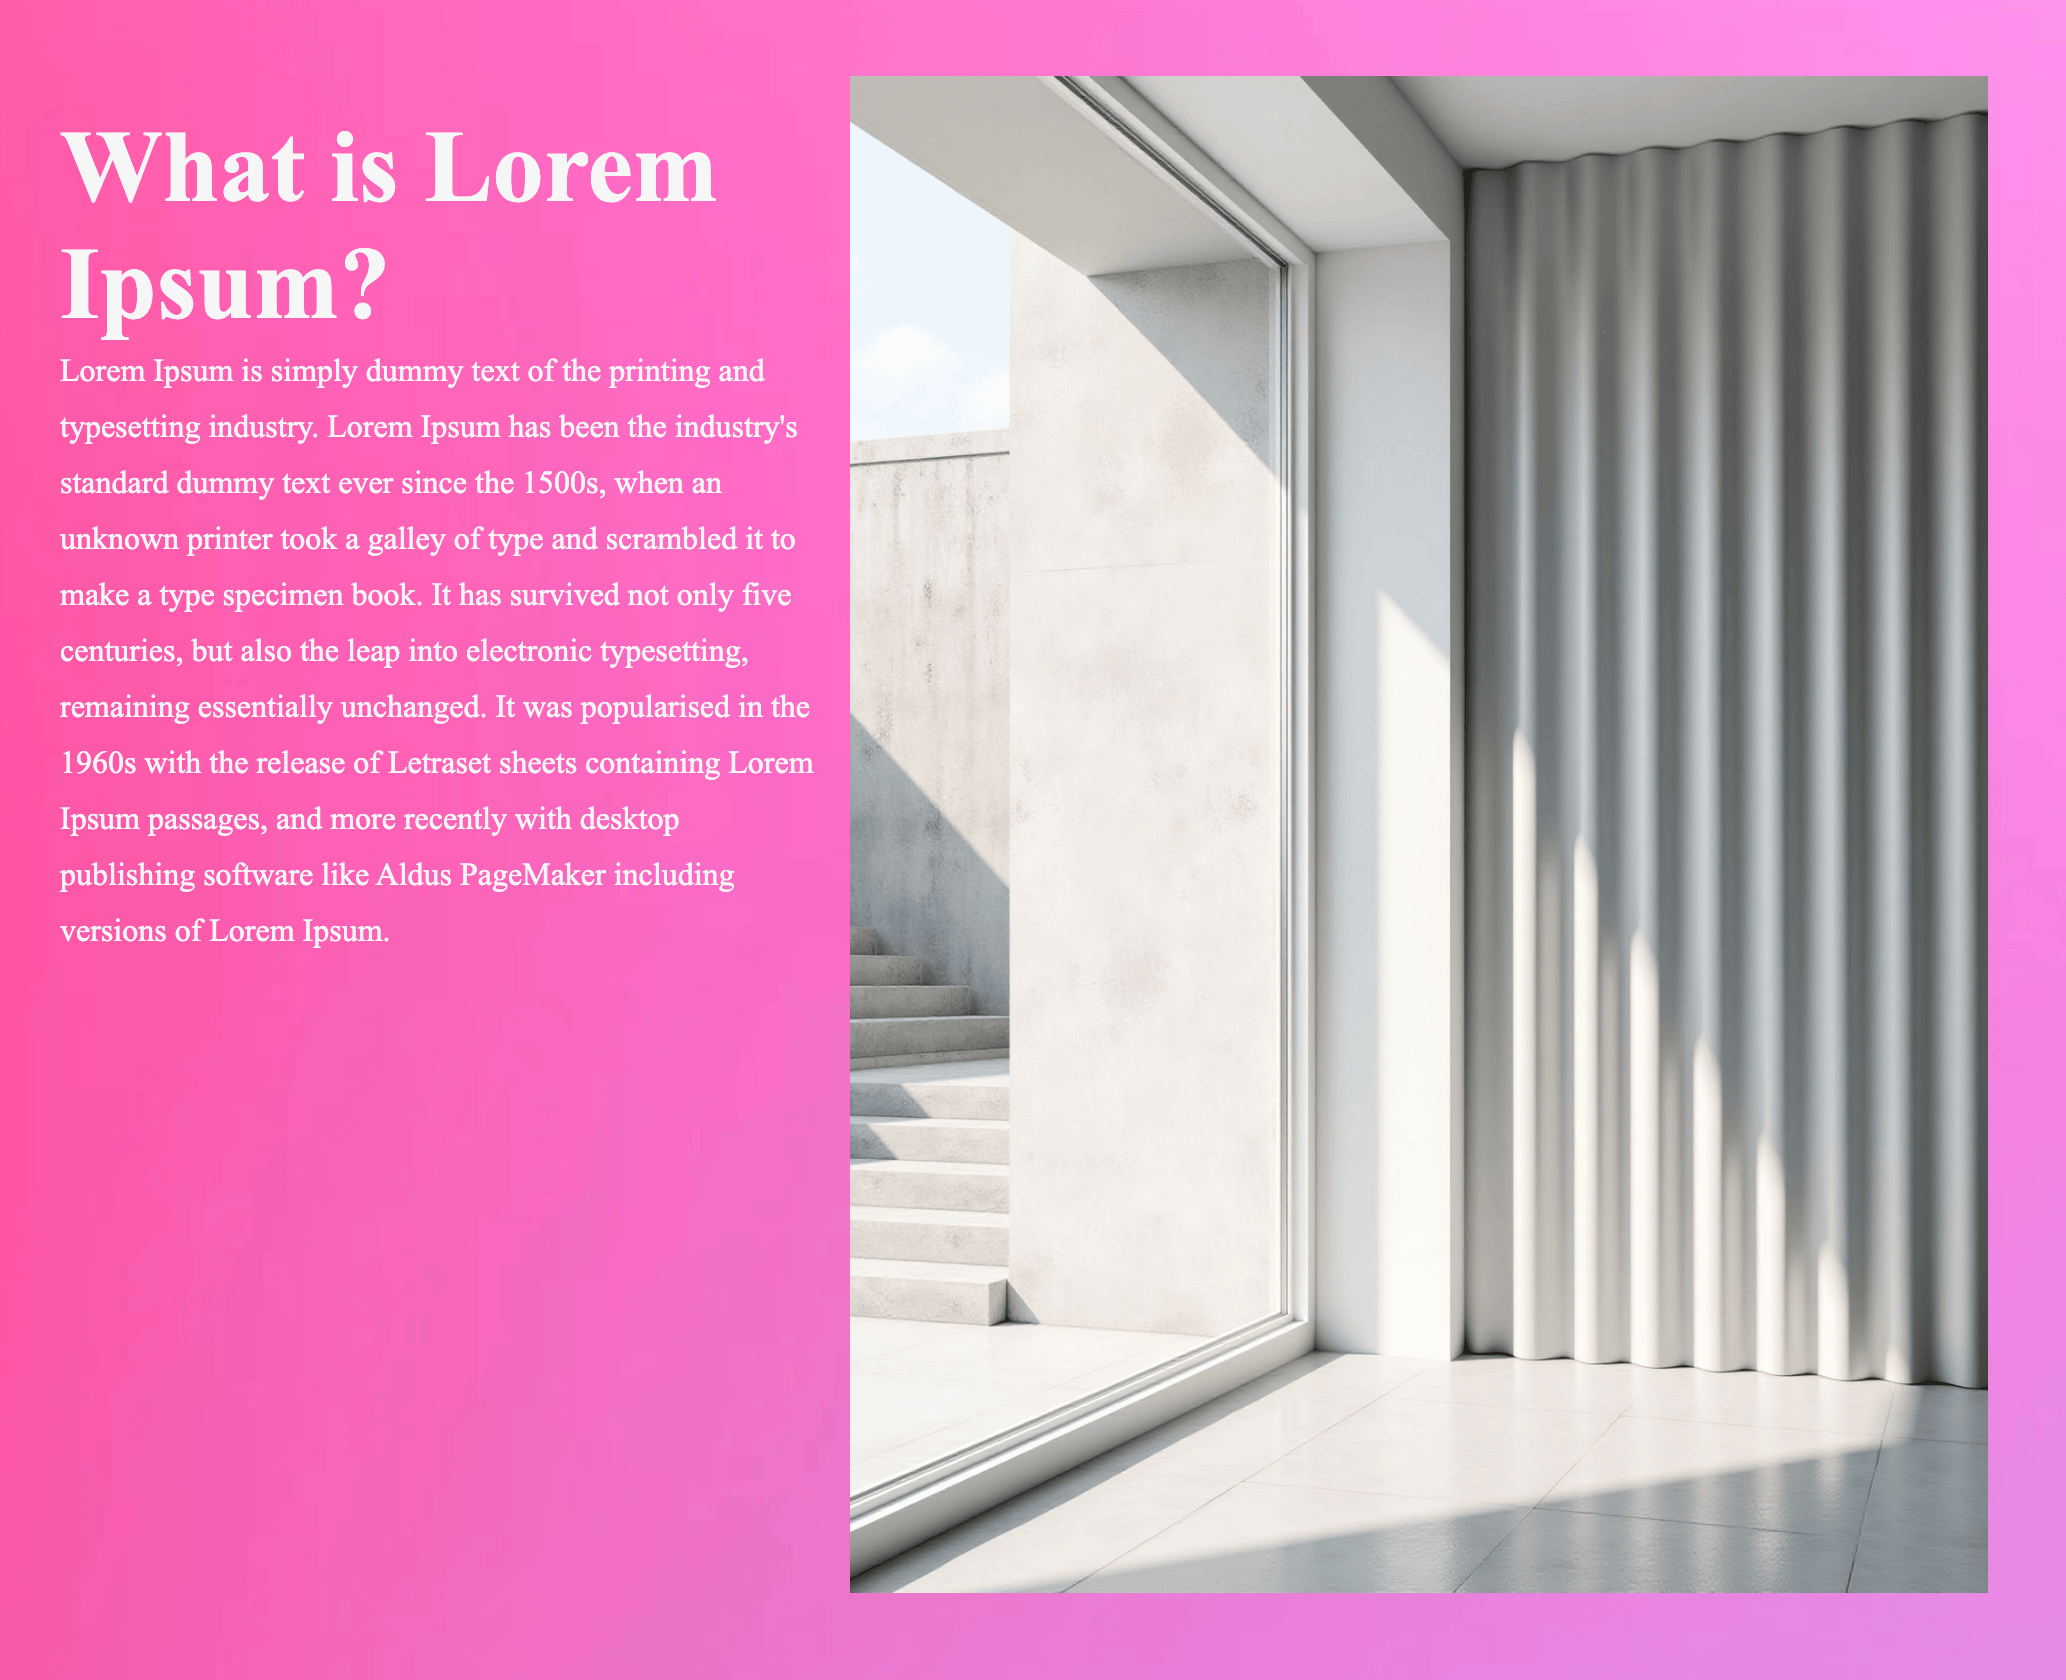 What is Lorem
Ipsum?
Lorem Ipsum is simply dummy text of the printing and
typesetting industry. Lorem Ipsum has been the industry's
standard dummy text ever since the 1500s, when an
unknown printer took a galley of type and scrambled it to
make a type specimen book. It has survived not only five
centuries, but also the leap into electronic typesetting,
remaining essentially unchanged. It was popularised in the
1960s with the release of Letraset sheets containing Lorem
Ipsum passages, and more recently with desktop
publishing software like Aldus PageMaker including
versions of Lorem Ipsum.